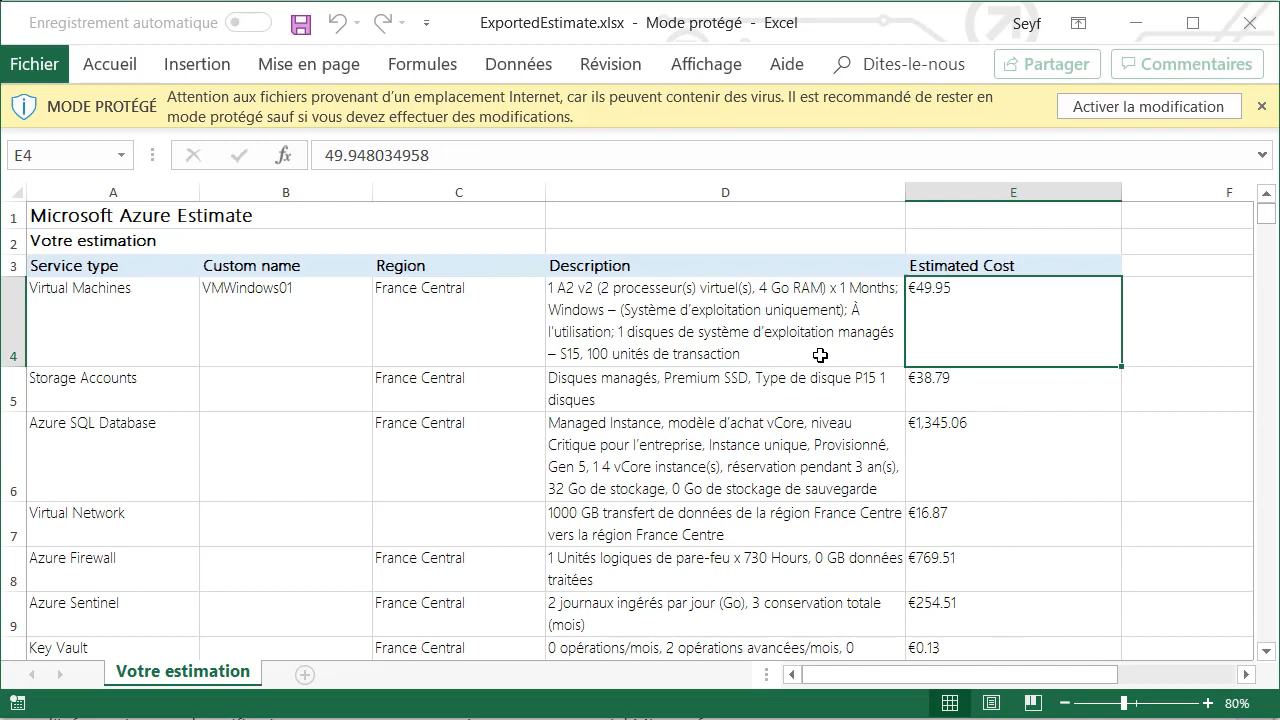 Enregistrement automatique
ExportedEstimate.xlsx - Mode protégé - Excel
Seyf
Fichier Accueil Insertion Mise en page Formules Données Révision Affichage Aide Dites-le-nous Partager Commentaires
MODE PROTÉGÉ
Attention aux fichiers provenant d'un emplacement Internet, car ils peuvent contenir des virus. Il est recommandé de rester en
mode protégé sauf si vous devez effectuer des modifications.
Activer la modification
E4 fx 49.948034958
A B C D E F
1 Microsoft Azure Estimate
2 Votre estimation
3 Service type Custom name Region Description Estimated Cost
Virtual Machines VMWindows01 France Central 1 A2 v2 (2 processeur(s) virtuel(s), 4 Go RAM) x 1 Months; €49.95
Windows – (Système d'exploitation uniquement); À
l'utilisation; 1 disques de système d'exploitation managés
4 – S15, 100 unités de transaction
Storage Accounts France Central Disques managés, Premium SSD, Type de disque P15 1 €38.79
5 disques
Azure SQL Database France Central Managed Instance, modèle d'achat vCore, niveau €1,345.06
Critique pour l'entreprise, Instance unique, Provisionné,
Gen 5, 1 4 vCore instance(s), réservation pendant 3 an(s),
6 32 Go de stockage, 0 Go de stockage de sauvegarde
Virtual Network 1000 GB transfert de données de la région France Centre €16.87
7 vers la région France Centre
Azure Firewall France Central 1 Unités logiques de pare-feu x 730 Hours, 0 GB données €769.51
8 traitées
Azure Sentinel France Central 2 journaux ingérés par jour (Go), 3 conservation totale €254.51
9 (mois)
Key Vault France Central 0 opérations/mois, 2 opérations avancées/mois, 0 €0.13
Votre estimation
80%